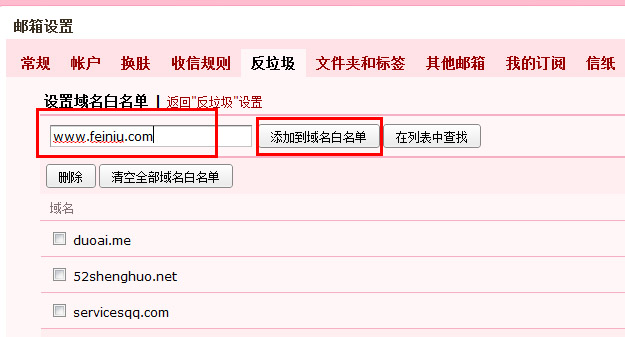 邮箱设置
常规 帐户 换肤 收信规则 反垃圾 文件夹和标签 其他邮箱 我的订阅 信纸
设置域名白名单 | 返回"反垃圾"设置
www.feiniu.com 添加到域名白名单 在列表中查找
删除 清空全部域名白名单
域名
duoai.me
52shenghuo.net
servicesqq.com